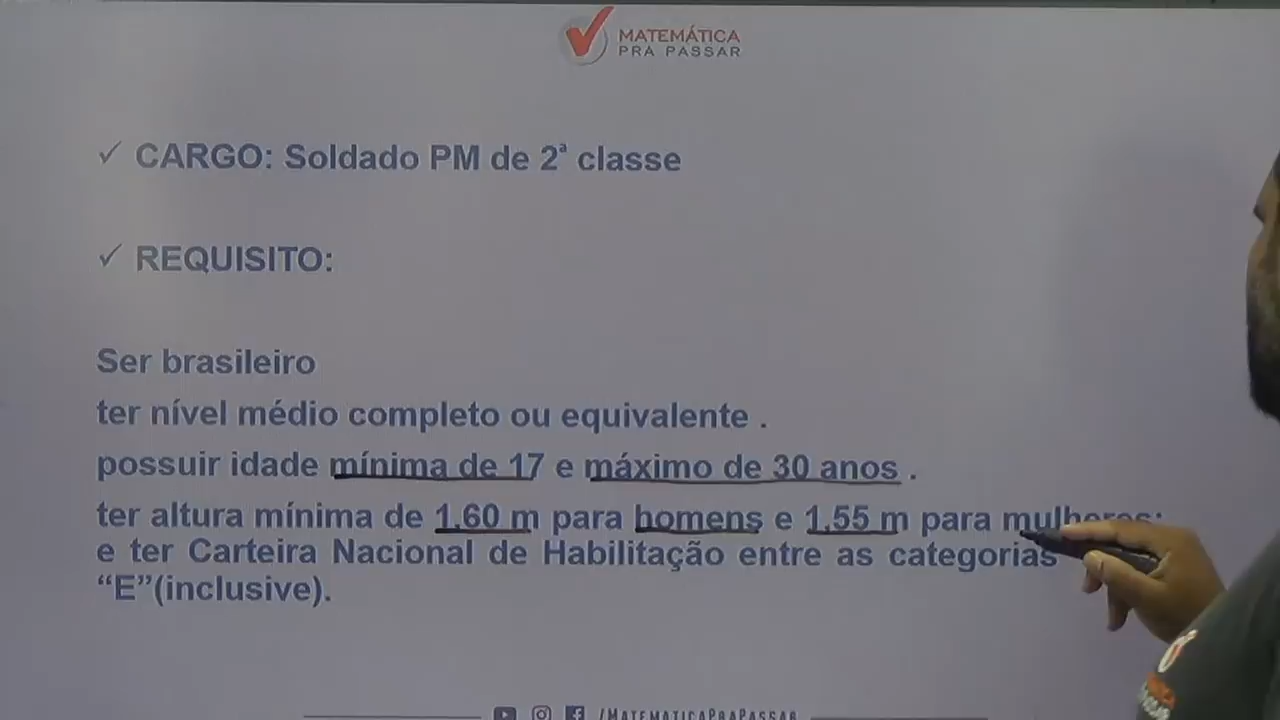 MATEMÁTICA
PRA PASSAR
✓ CARGO: Soldado PM de 2ª classe
✓ REQUISITO:
Ser brasileiro
ter nível médio completo ou equivalente .
possuir idade mínima de 17 e máximo de 30 anos .
ter altura mínima de 1,60 m para homens e 1,55 m para mulheres;
e ter Carteira Nacional de Habilitação entre as categorias
“E”(inclusive).
/MATEMATICAPRAPASSAR